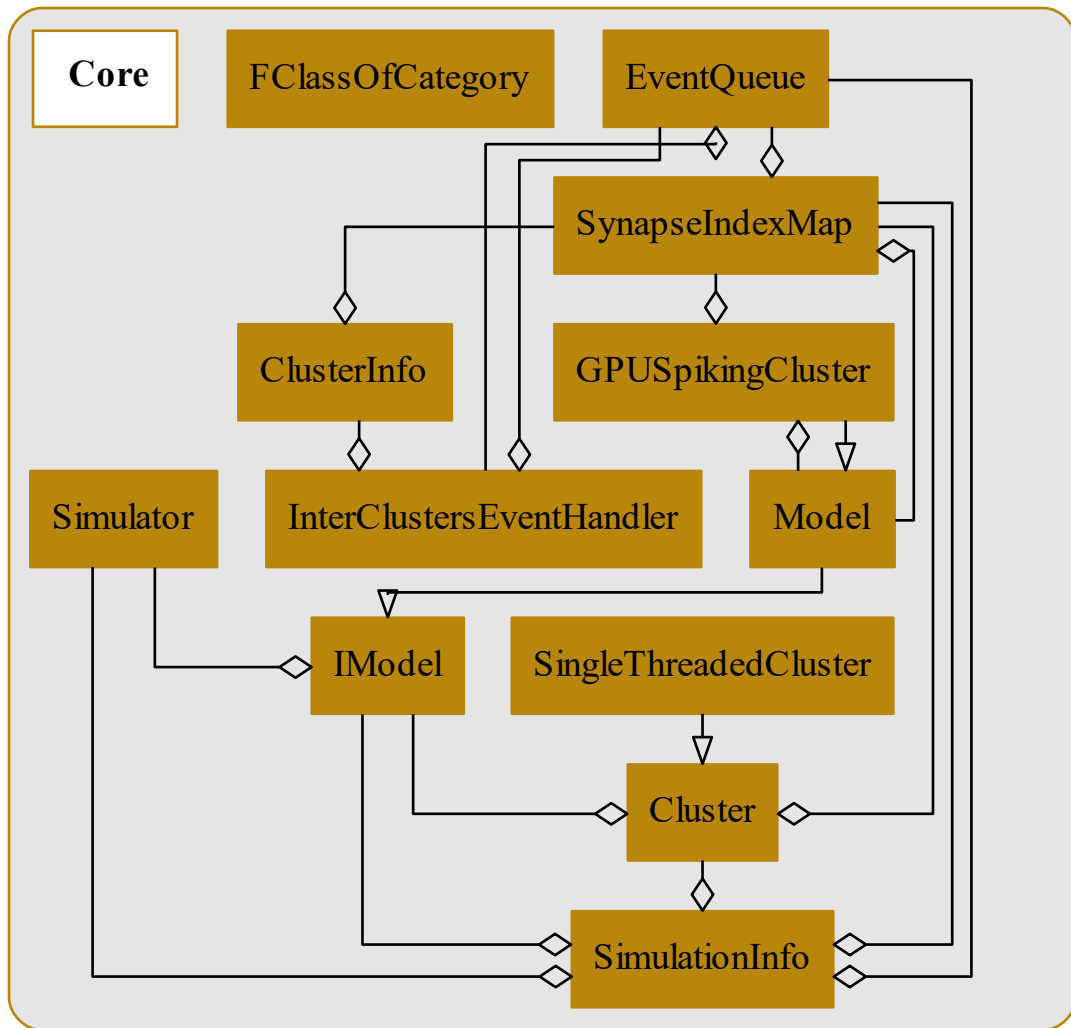 Core
FClassOfCategory
EventQueue
SynapseIndexMap
ClusterInfo
GPUSpikingCluster
Simulator
InterClustersEventHandler
Model
IModel
SingleThreadedCluster
Cluster
SimulationInfo